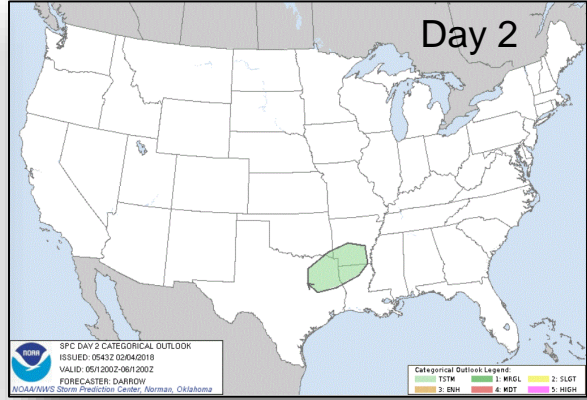 Day 2
SPC DAY 2 CATEGORICAL OUTLOOK
ISSUED: 0543Z 02/04/2018
VALID: 05/1200Z-06/1200Z
FORECASTER: DARROW
NOAA/NWS Storm Prediction Center, Norman, Oklahoma
NOAA
Categorical Outlook Legend:
TSTM 1: MRGL 2: SLGT
3: ENH 4: MDT 5: HIGH